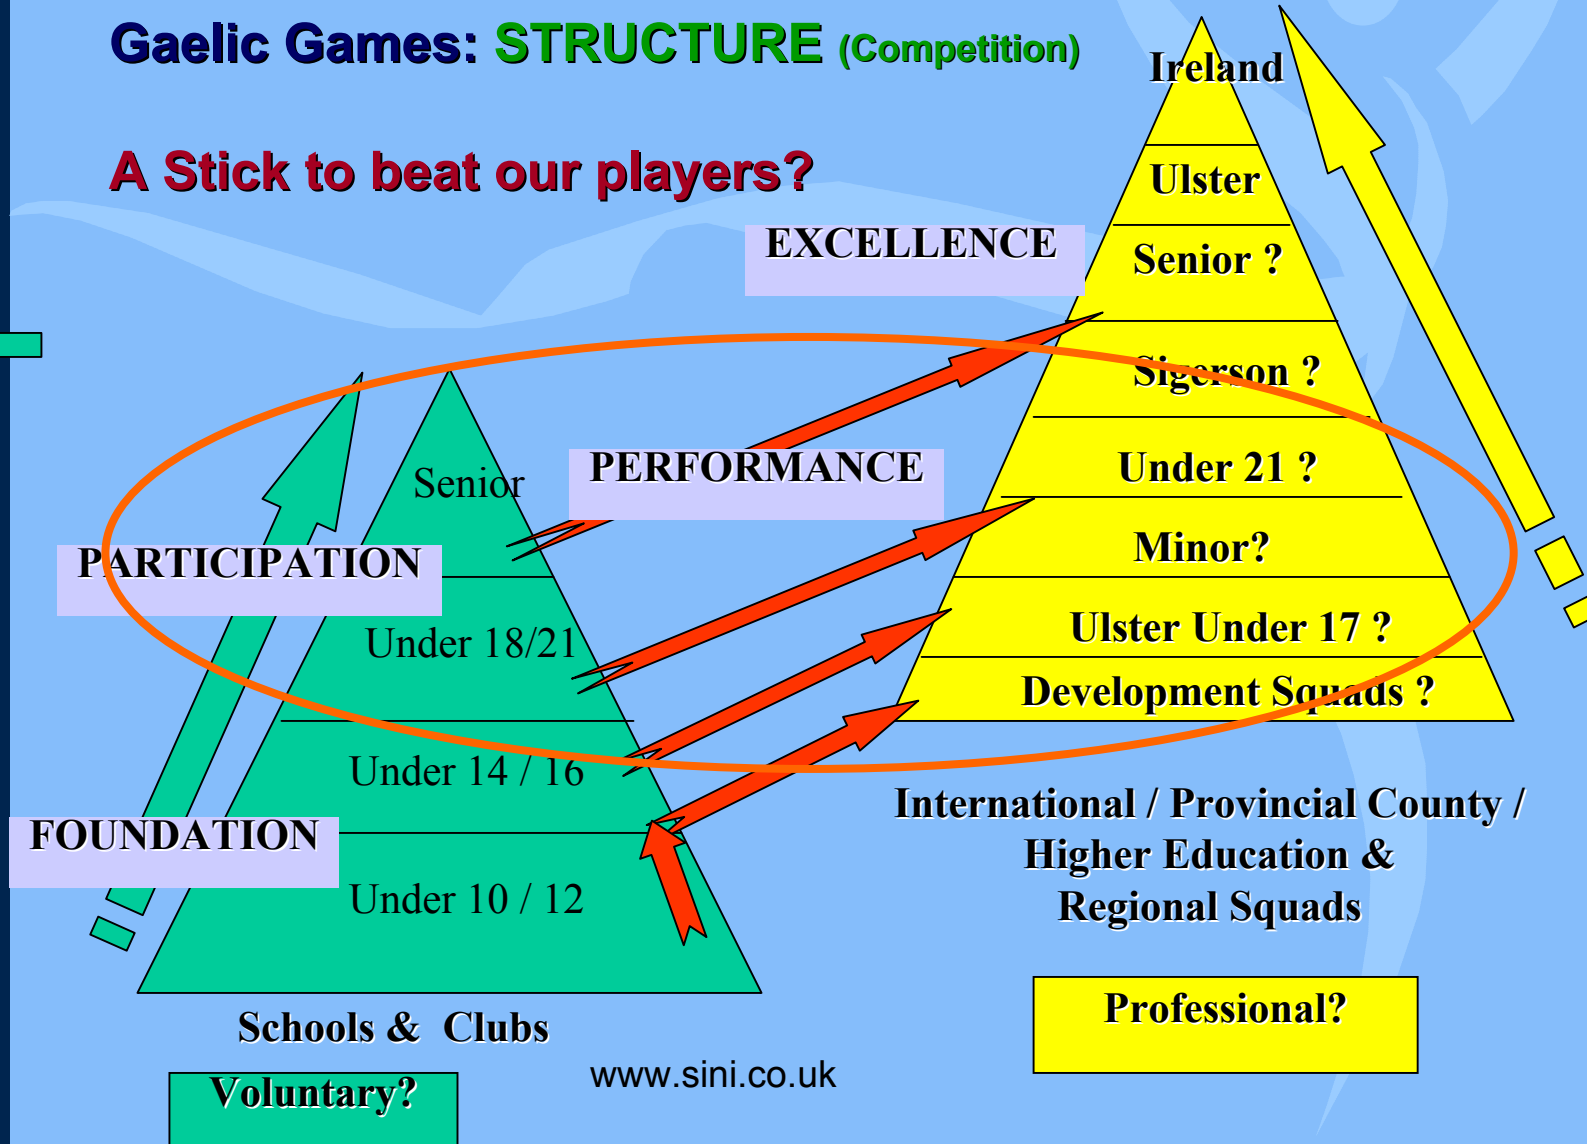 Gaelic Games: STRUCTURE (Competition)
A Stick to beat our players?
Ireland
Ulster
EXCELLENCE
Senior ?
Sigerson ?
PERFORMANCE
Under 21 ?
Senior
PARTICIPATION
Minor?
Under 18/21
Ulster Under 17 ?
Development Squads ?
Under 14 / 16
FOUNDATION
Under 10 / 12
International / Provincial County /
Higher Education &
Regional Squads
Schools & Clubs
Voluntary?
Professional?
www.sini.co.uk